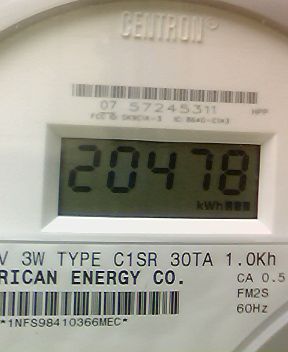 CENTRON®
07 57245311
HPP
20478
kWh
V 3W TYPE C1SR 30TA 1.0Kh
RICAN ENERGY CO.
CA 0.5
FM2S
60Hz
*1NFS98410366MEC*